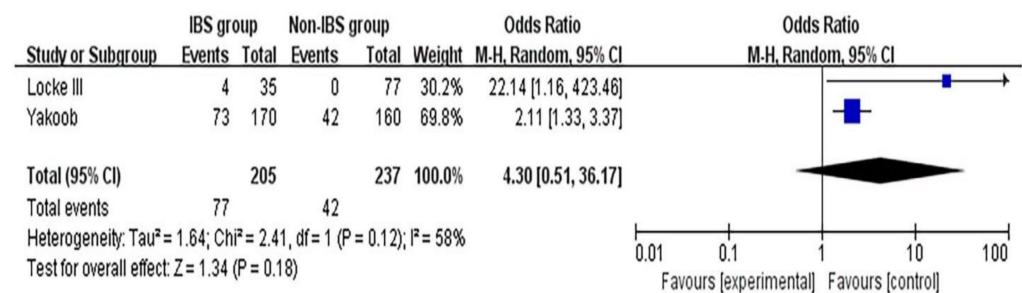 IBS group Non-IBS group Odds Ratio Odds Ratio
Study or Subgroup Events Total Events Total Weight M-H, Random, 95% CI M-H, Random, 95% CI
Locke III 4 35 0 77 30.2% 22.14 [1.16, 423.46]
Yakoob 73 170 42 160 69.8% 2.11 [1.33, 3.37]
Total (95% CI) 205 237 100.0% 4.30 [0.51, 36.17]
Total events 77 42
Heterogeneity: Tau² = 1.64; Chi² = 2.41, df = 1 (P = 0.12); I² = 58%
Test for overall effect: Z = 1.34 (P = 0.18)
0.01 0.1 1 10 100
Favours [experimental] Favours [control]